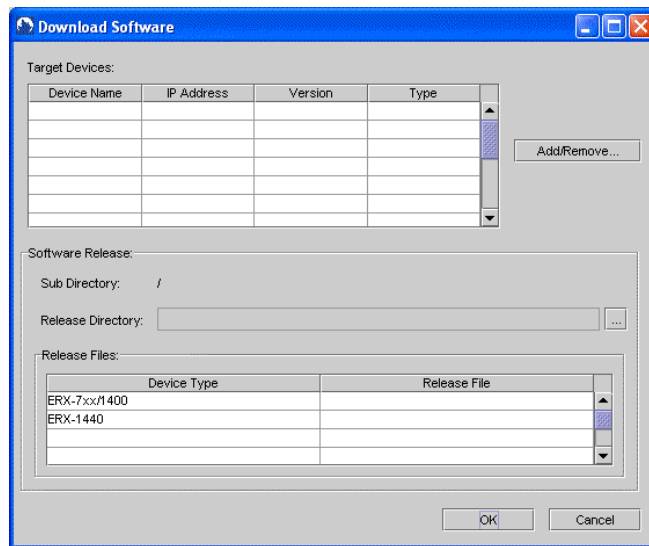 Download Software
Target Devices:
Device Name IP Address Version Type
Add/Remove...
Software Release:
Sub Directory: /
Release Directory: ...
Release Files:
Device Type Release File
ERX-7xx/1400
ERX-1440
OK Cancel